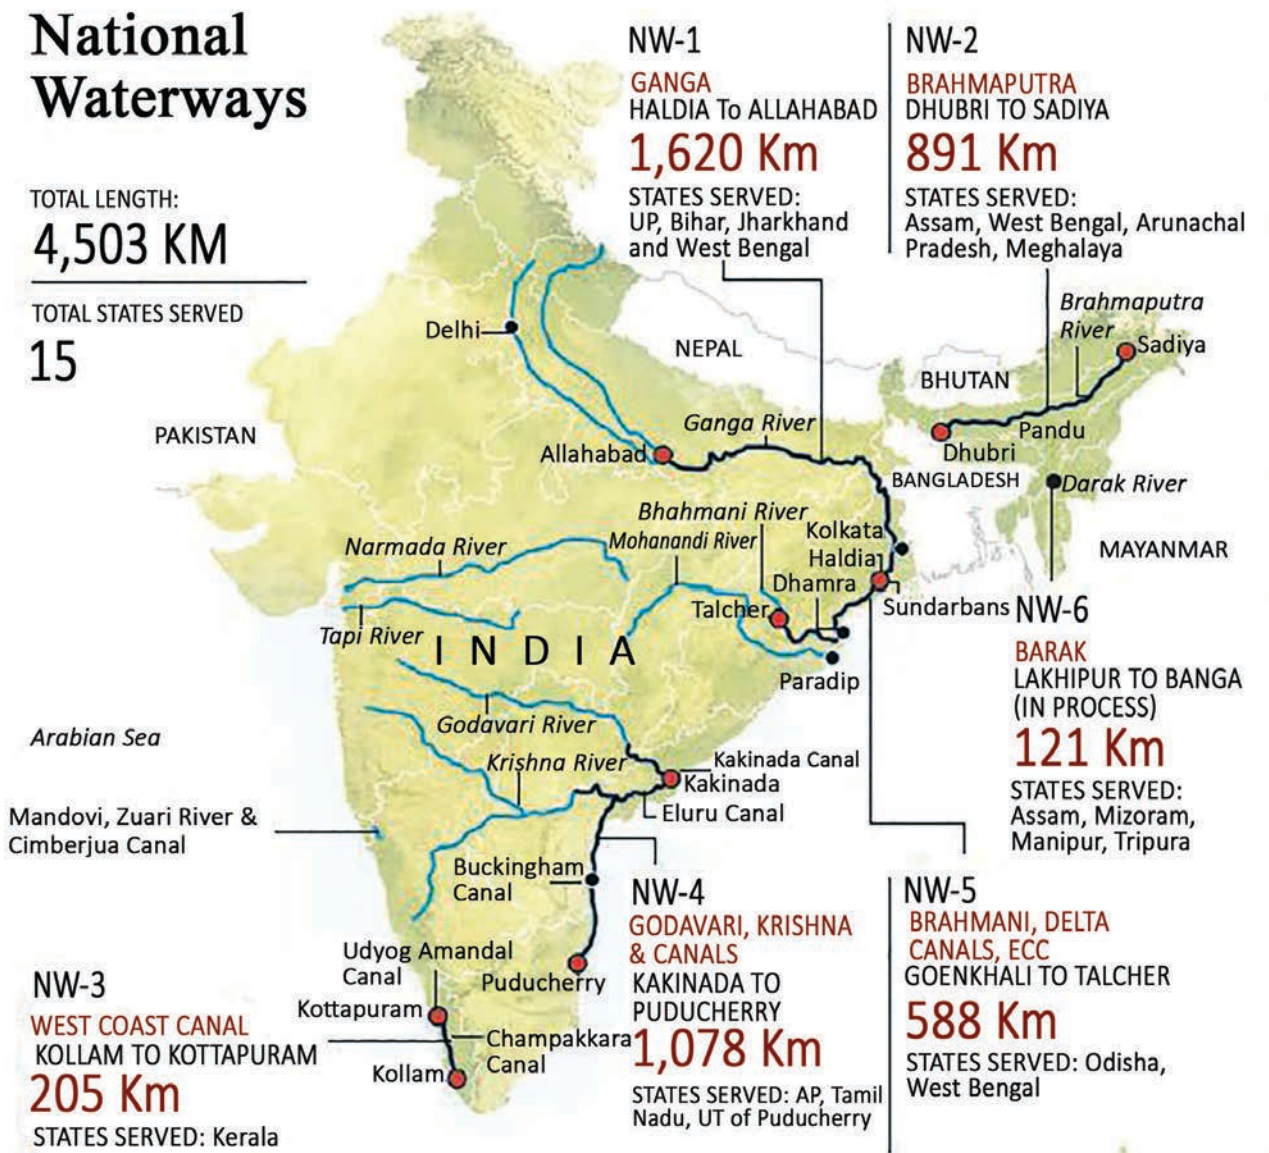 National
Waterways
TOTAL LENGTH:
4,503 KM
TOTAL STATES SERVED
15
NW-1
GANGA
HALDIA To ALLAHABAD
1,620 Km
STATES SERVED:
UP, Bihar, Jharkhand
and West Bengal
NW-2
BRAHMAPUTRA
DHUBRI TO SADIYA
891 Km
STATES SERVED:
Assam, West Bengal, Arunachal
Pradesh, Meghalaya
Brahmaputra
River
Sadiya
Delhi
NEPAL
BHUTAN
PAKISTAN
Ganga River
Pandu
Allahabad
Dhubri
BANGLADESH
Darak River
Bhahmani River
Kolkata
Mohanandi River
Narmada River
Haldia
MAYANMAR
Dhamra
Talcher
Sundarbans
Tapi River
INDIA
Paradip
NW-6
BARAK
LAKHIPUR TO BANGA
(IN PROCESS)
121 Km
STATES SERVED:
Assam, Mizoram,
Manipur, Tripura
Godavari River
Arabian Sea
Krishna River
Kakinada Canal
Kakinada
Eluru Canal
Mandovi, Zuari River &
Cimberjua Canal
Buckingham
Canal
NW-4
GODAVARI, KRISHNA
& CANALS
KAKINADA TO
PUDUCHERRY
1,078 Km
STATES SERVED: AP, Tamil
Nadu, UT of Puducherry
NW-5
BRAHMANI, DELTA
CANALS, ECC
GOENKHALI TO TALCHER
588 Km
STATES SERVED: Odisha,
West Bengal
Udyog Amandal
Canal
Puducherry
Kottapuram
Champakkara
Canal
Kollam
NW-3
WEST COAST CANAL
KOLLAM TO KOTTAPURAM
205 Km
STATES SERVED: Kerala